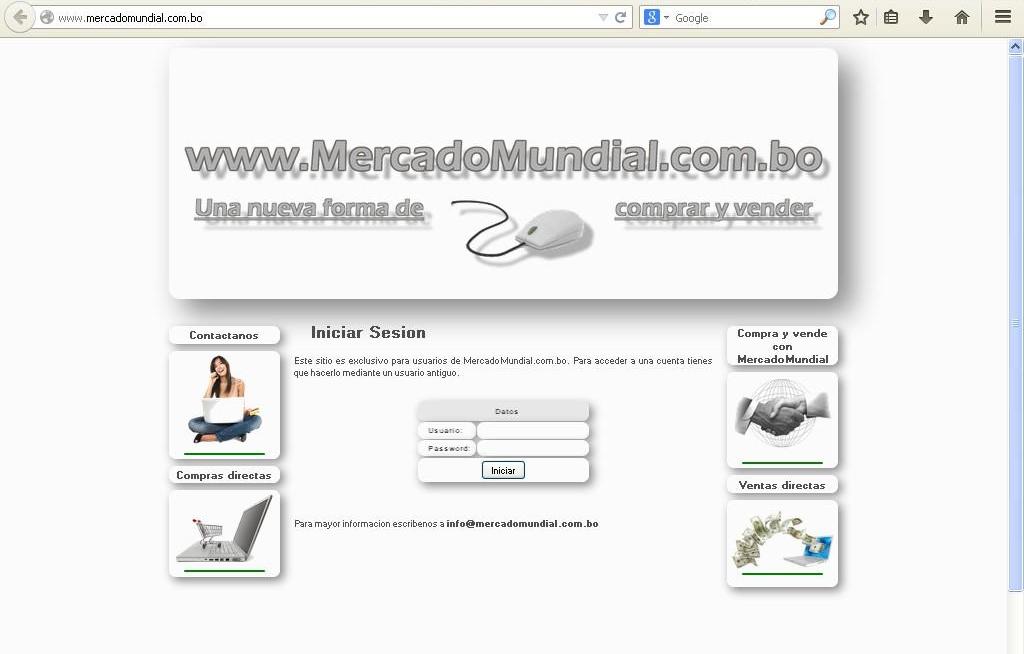 www.mercadomundial.com.bo
Google
www.MercadoMundial.com.bo
Una nueva forma de comprar y vender
Contactanos
Compras directas
Iniciar Sesion
Este sitio es exclusivo para usuarios de MercadoMundial.com.bo. Para acceder a una cuenta tienes
que hacerlo mediante un usuario antiguo.
Datos
Usuario:
Password:
Iniciar
Para mayor informacion escribenos a info@mercadomundial.com.bo
Compra y vende
con
MercadoMundial
Ventas directas